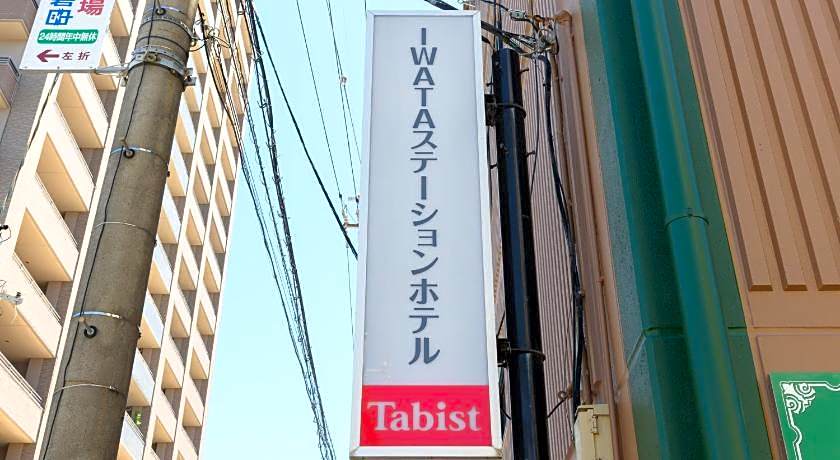 場
24時間年中無休
←左折
IWATAステーションホテル
Tabist